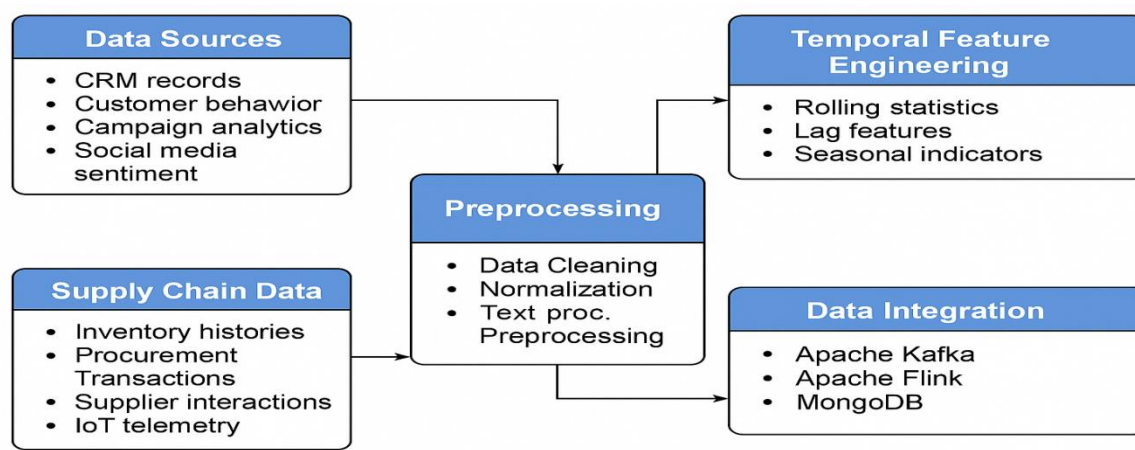 Data Sources
• CRM records
• Customer behawior
• Campaign analytics
• Social media
sentiment
Temporal Feature
Engineering
• Rolling statistics
• Lag features
• Seasonal indicators
Preprocessing
• Data Cleaning
• Normalization
• Text proc.
Preprocessing
Supply Chain Data
• Inventory histories
• Procurement
Transactions
• Supplier interactions
• IoT telemetry
Data Integration
• Apache Kafka
• Apache Flink
• MongoDB